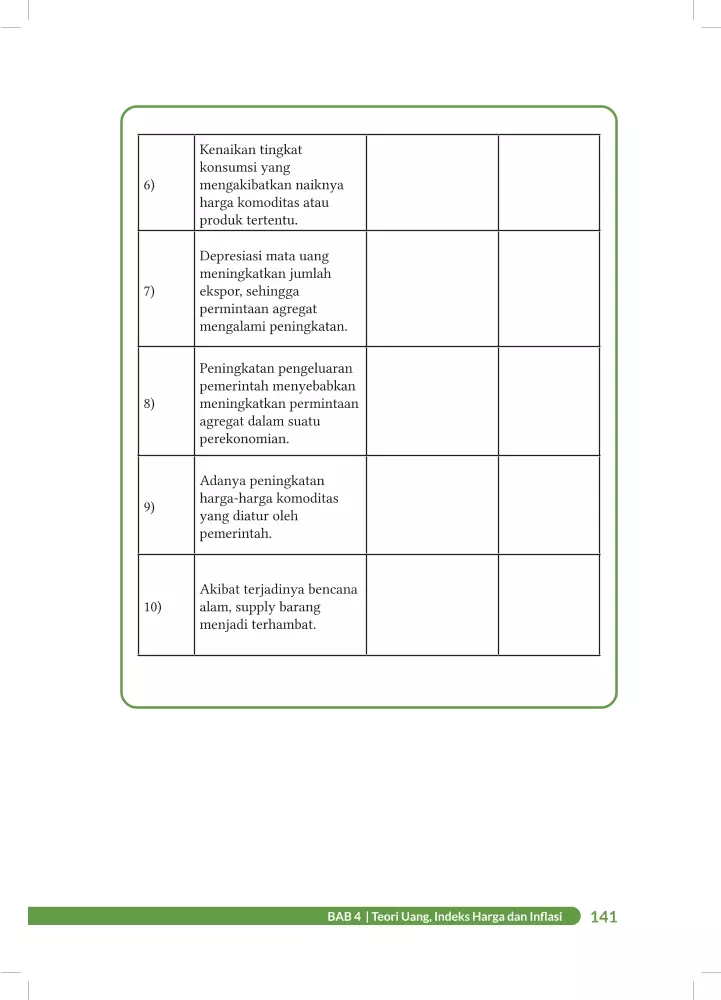 6)
Kenaikan tingkat
konsumsi yang
mengakibatkan naiknya
harga komoditas atau
produk tertentu.
7)
Depresiasi mata uang
meningkatkan jumlah
ekspor, sehingga
permintaan agregat
mengalami peningkatan.
8)
Peningkatan pengeluaran
pemerintah menyebabkan
meningkatkan permintaan
agregat dalam suatu
perekonomian.
9)
Adanya peningkatan
harga-harga komoditas
yang diatur oleh
pemerintah.
10)
Akibat terjadinya bencana
alam, supply barang
menjadi terhambat.
BAB 4 | Teori Uang, Indeks Harga dan Inflasi 141